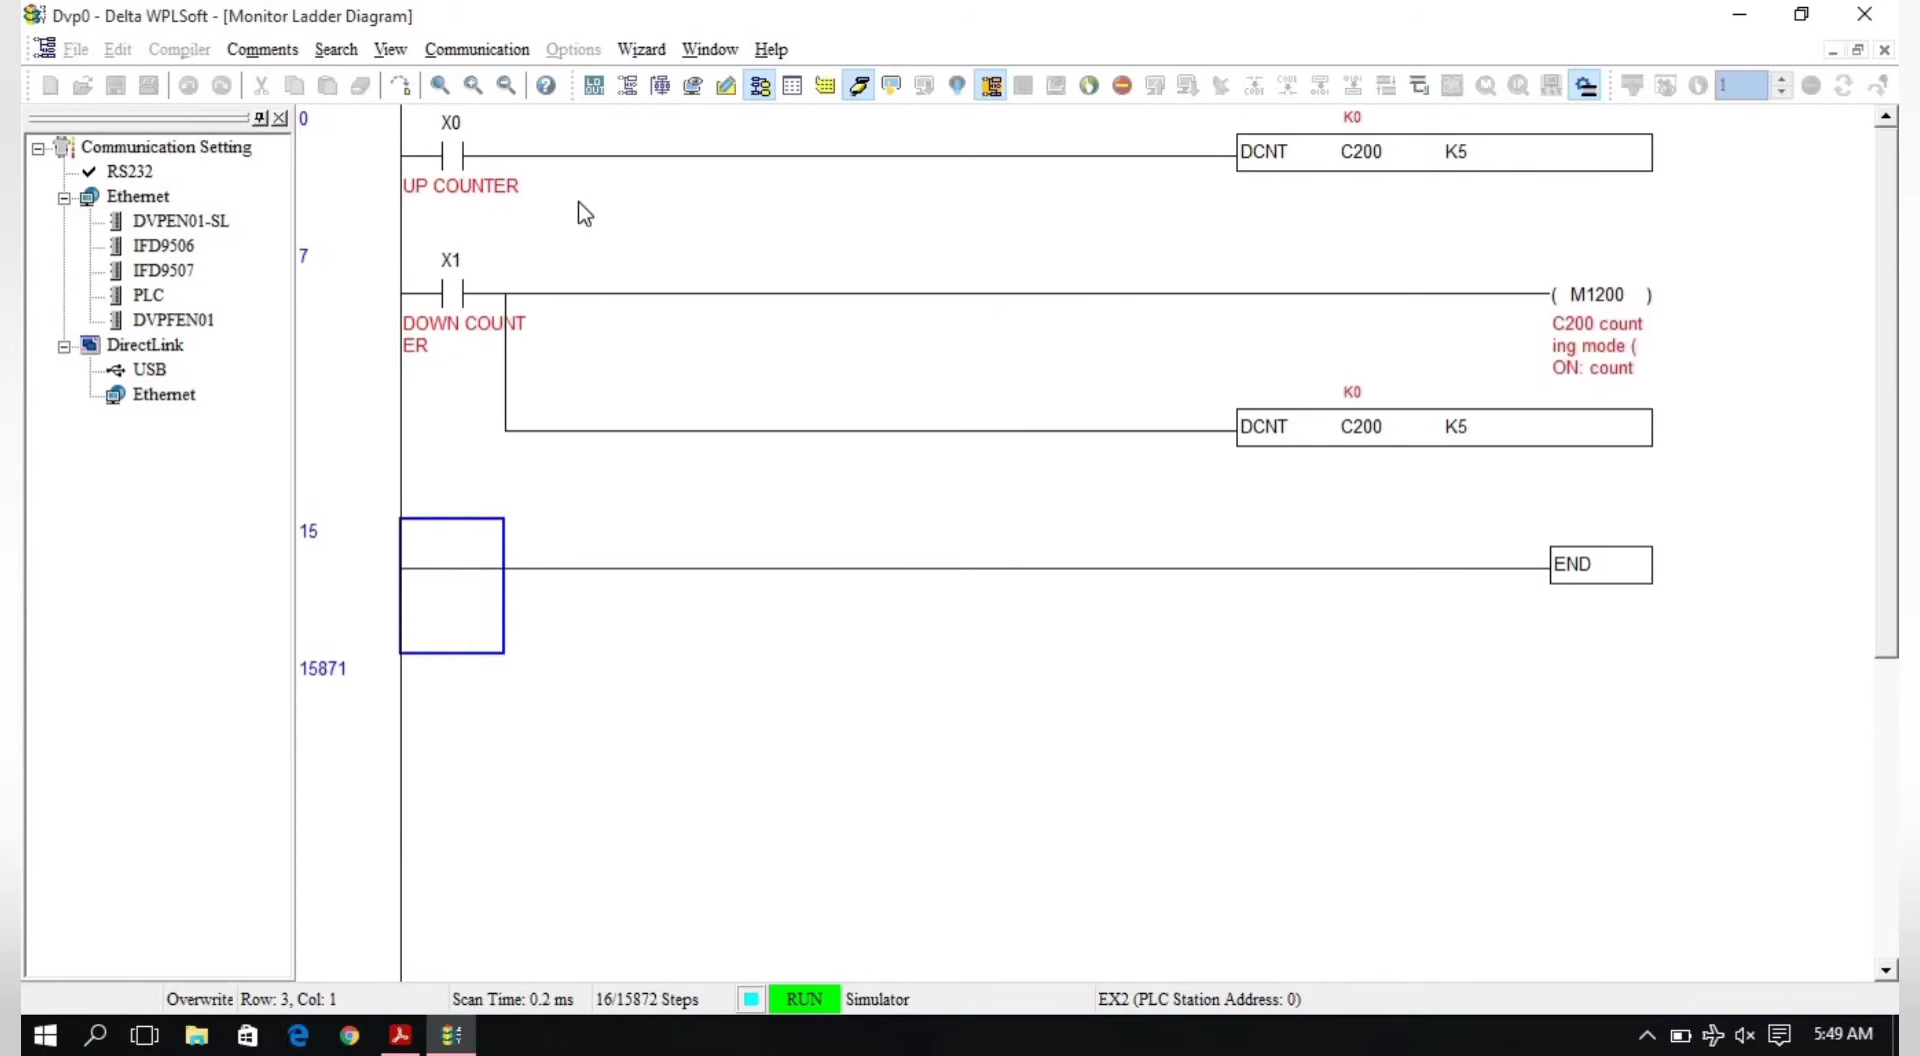 Dvp0 - Delta WPLSoft - [Monitor Ladder Diagram]
File Edit Compiler Comments Search View Communication Options Wizard Window Help
1
Communication Setting
RS232
Ethernet
DVPEN01-SL
IFD9506
IFD9507
PLC
DVPFEN01
DirectLink
USB
Ethernet
0
X0
K0
DCNT C200 K5
UP COUNTER
7
X1
( M1200 )
DOWN COUNT
ER
C200 count
ing mode (
ON: count
K0
DCNT C200 K5
15
END
15871
Overwrite Row: 3, Col: 1 Scan Time: 0.2 ms 16/15872 Steps RUN Simulator EX2 (PLC Station Address: 0)
5:49 AM